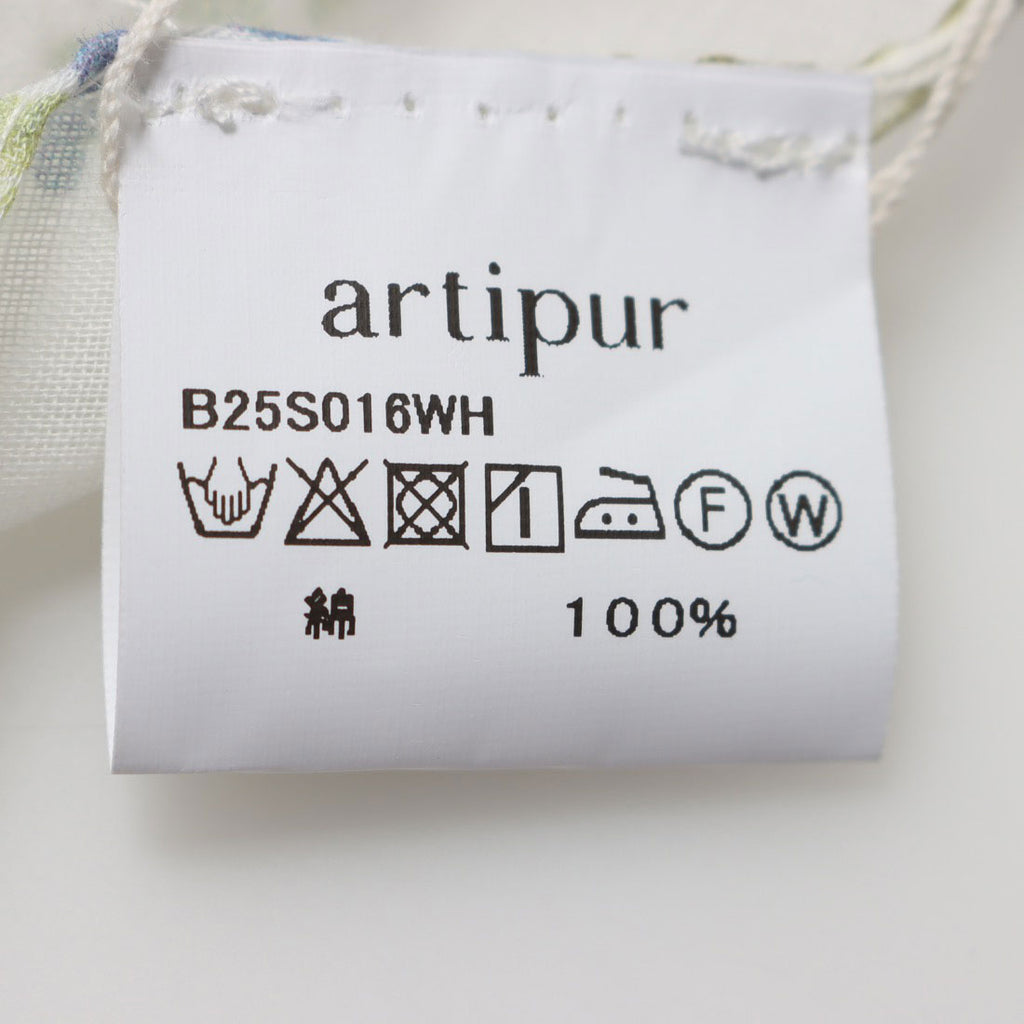 artipur
B25S016WH
F W
綿 100%